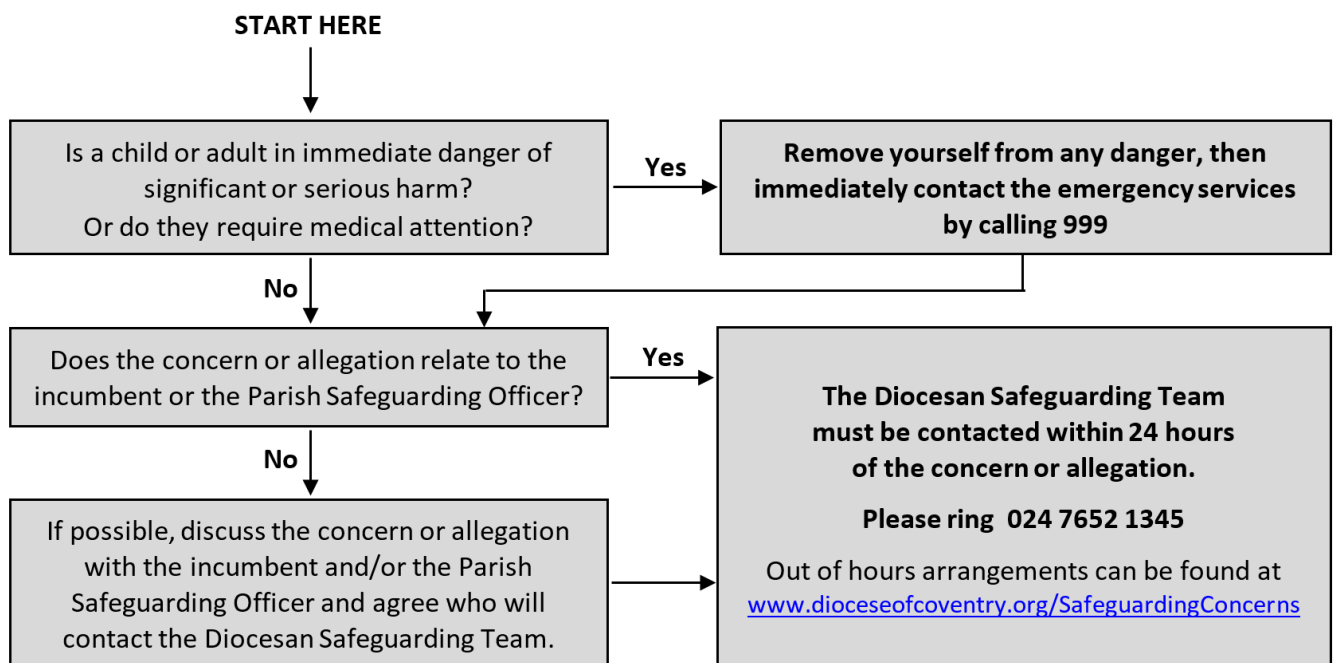 START HERE
Is a child or adult in immediate danger of
significant or serious harm?
Or do they require medical attention?
Yes
Remove yourself from any danger, then
immediately contact the emergency services
by calling 999
No
Does the concern or allegation relate to the
incumbent or the Parish Safeguarding Officer?
Yes
The Diocesan Safeguarding Team
must be contacted within 24 hours
of the concern or allegation.
Please ring 024 7652 1345
Out of hours arrangements can be found at
www.dioceseofcoventry.org/SafeguardingConcerns
No
If possible, discuss the concern or allegation
with the incumbent and/or the Parish
Safeguarding Officer and agree who will
contact the Diocesan Safeguarding Team.